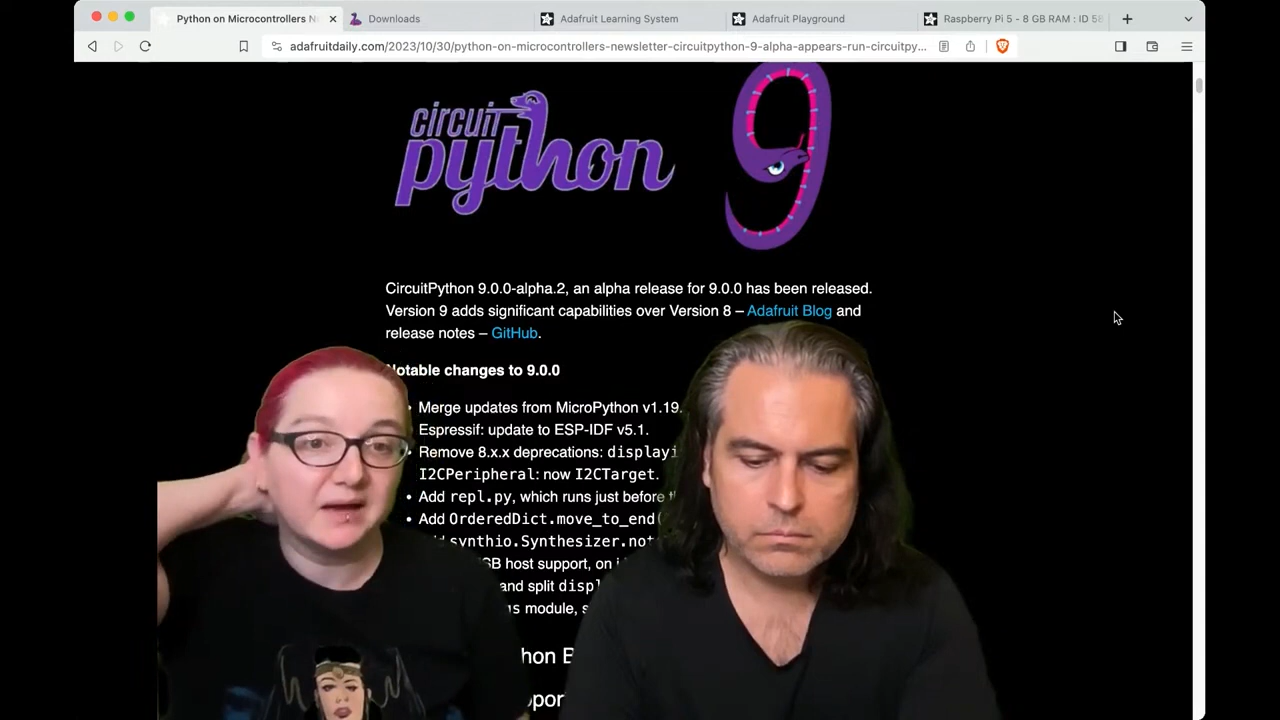 Python on Microcontrollers N
Downloads
Adafruit Learning System
Adafruit Playground
Raspberry Pi 5 - 8 GB RAM : ID 58
adafruitdaily.com/2023/10/30/python-on-microcontrollers-newsletter-circuitpython-9-alpha-appears-run-circuitpy...
circuit
python
9
CircuitPython 9.0.0-alpha.2, an alpha release for 9.0.0 has been released.
Version 9 adds significant capabilities over Version 8 – Adafruit Blog and
release notes – GitHub.
Notable changes to 9.0.0
Merge updates from MicroPython v1.19.
Espressif: update to ESP-IDF v5.1.
Remove 8.x.x deprecations: displayi
I2CPeripheral: now I2CTarget.
Add repl.py, which runs just before t
Add OrderedDict.move_to_end(
synthio.Synthesizer.not
SB host support, on i
and split displ
module, s
hon B
por